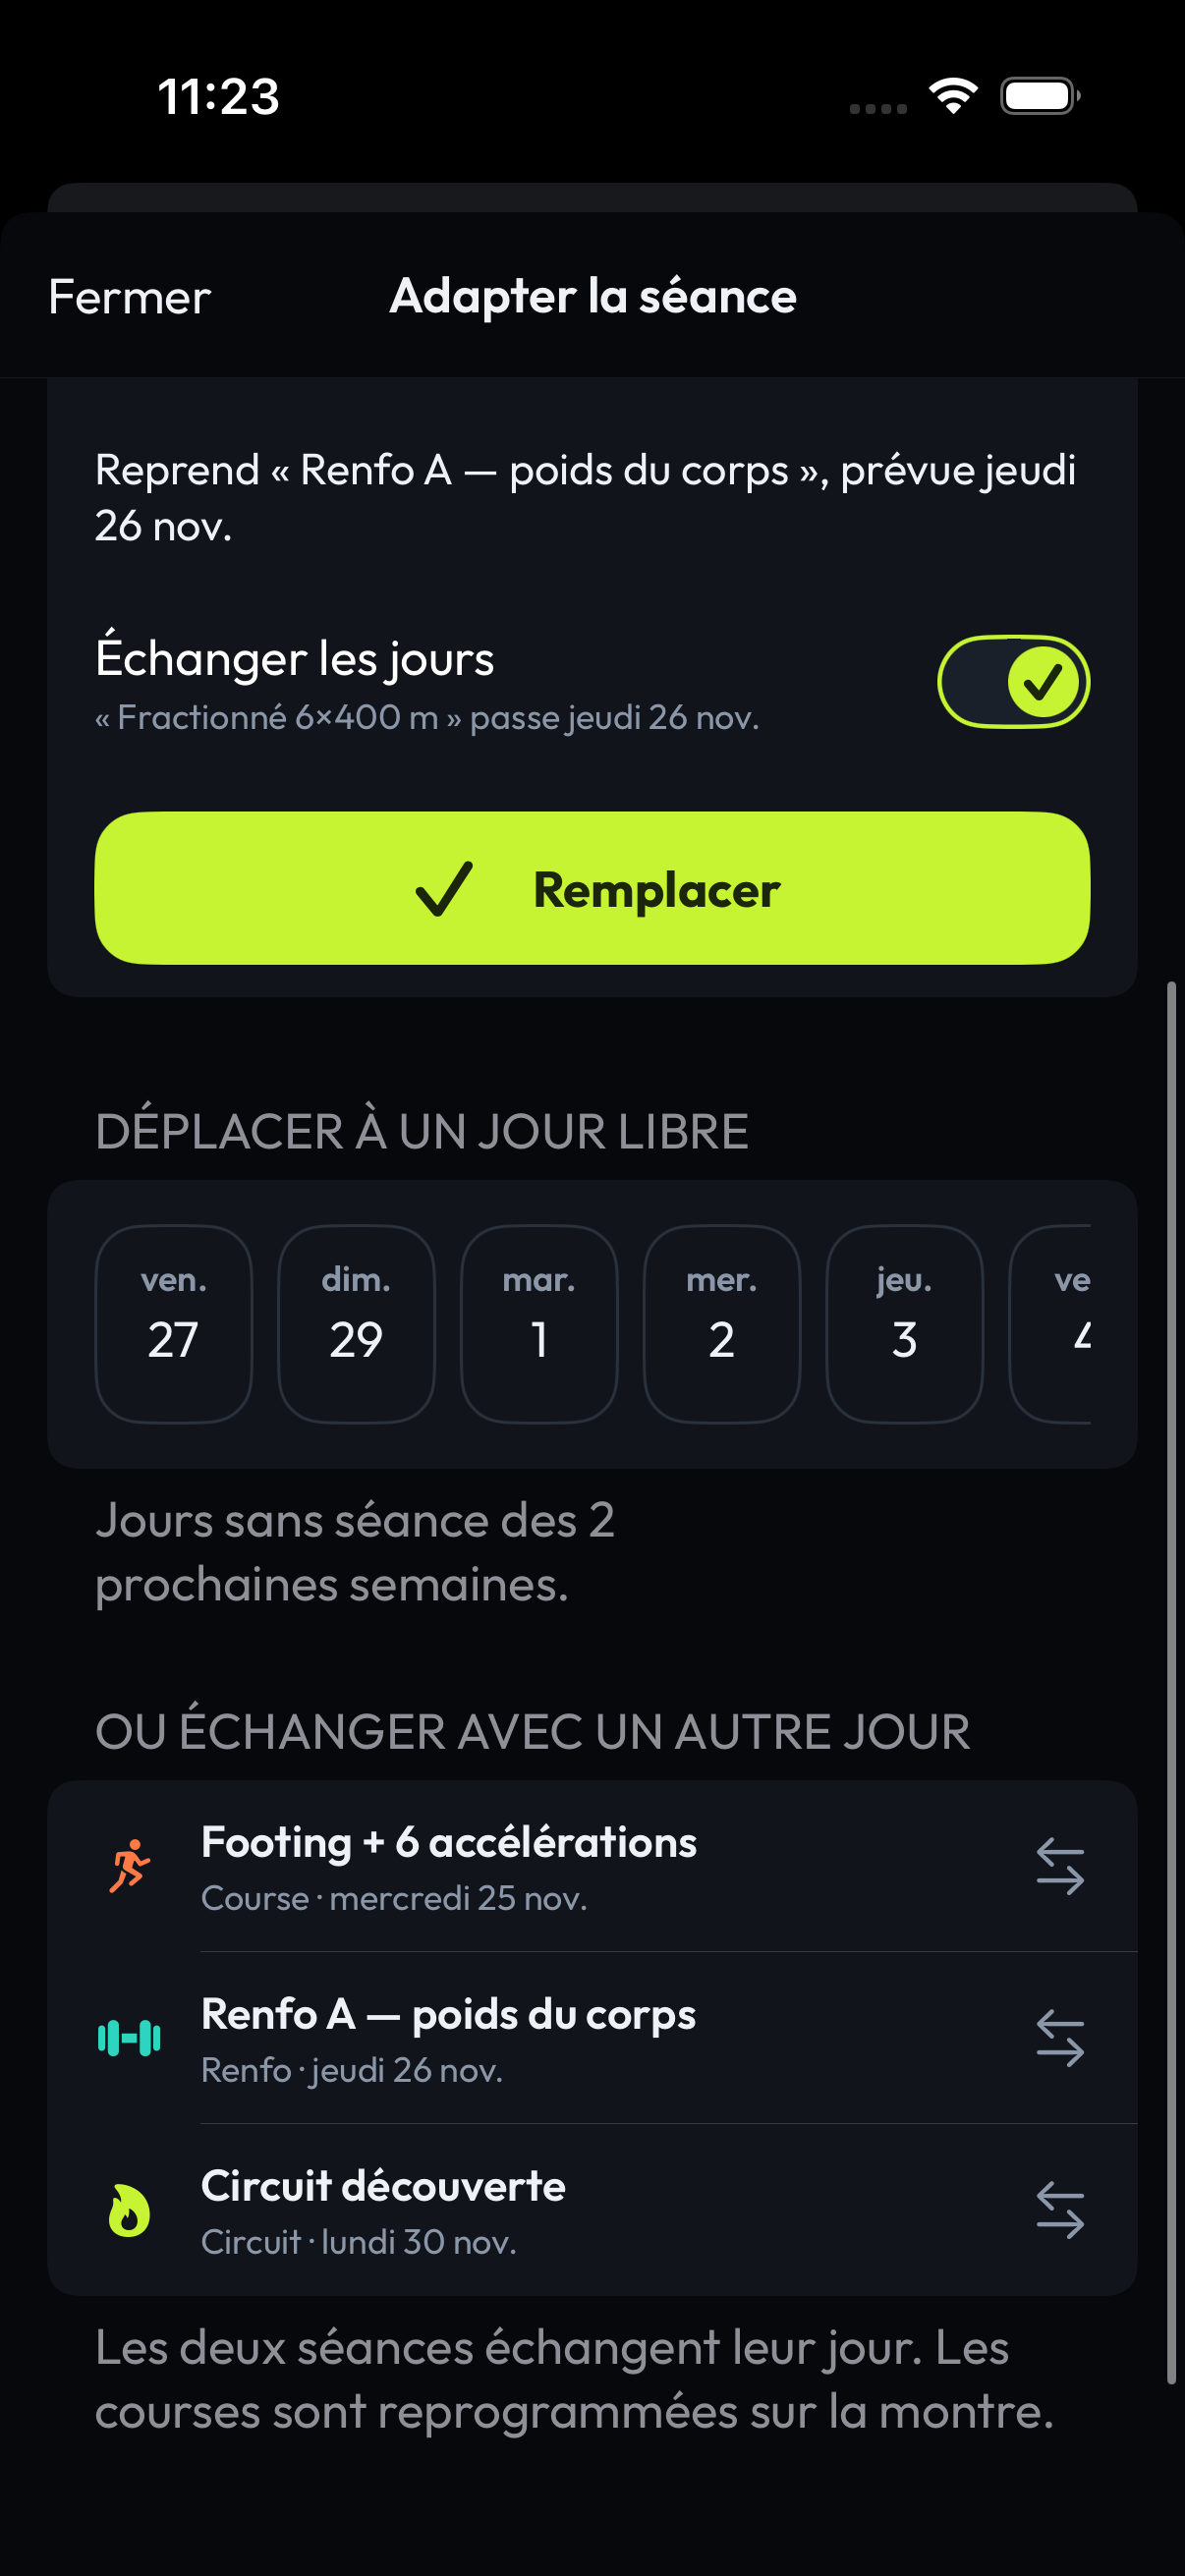 11:23
Fermer
Adapter la séance
Reprend « Renfo A — poids du corps », prévue jeudi
26 nov.
Échanger les jours
« Fractionné 6×400 m » passe jeudi 26 nov.
Remplacer
DÉPLACER À UN JOUR LIBRE
ven. dim. mar. mer. jeu. ve
27 29 1 2 3 4
Jours sans séance des 2
prochaines semaines.
OU ÉCHANGER AVEC UN AUTRE JOUR
Footing + 6 accélérations
Course · mercredi 25 nov.
Renfo A — poids du corps
Renfo · jeudi 26 nov.
Circuit découverte
Circuit · lundi 30 nov.
Les deux séances échangent leur jour. Les
courses sont reprogrammées sur la montre.